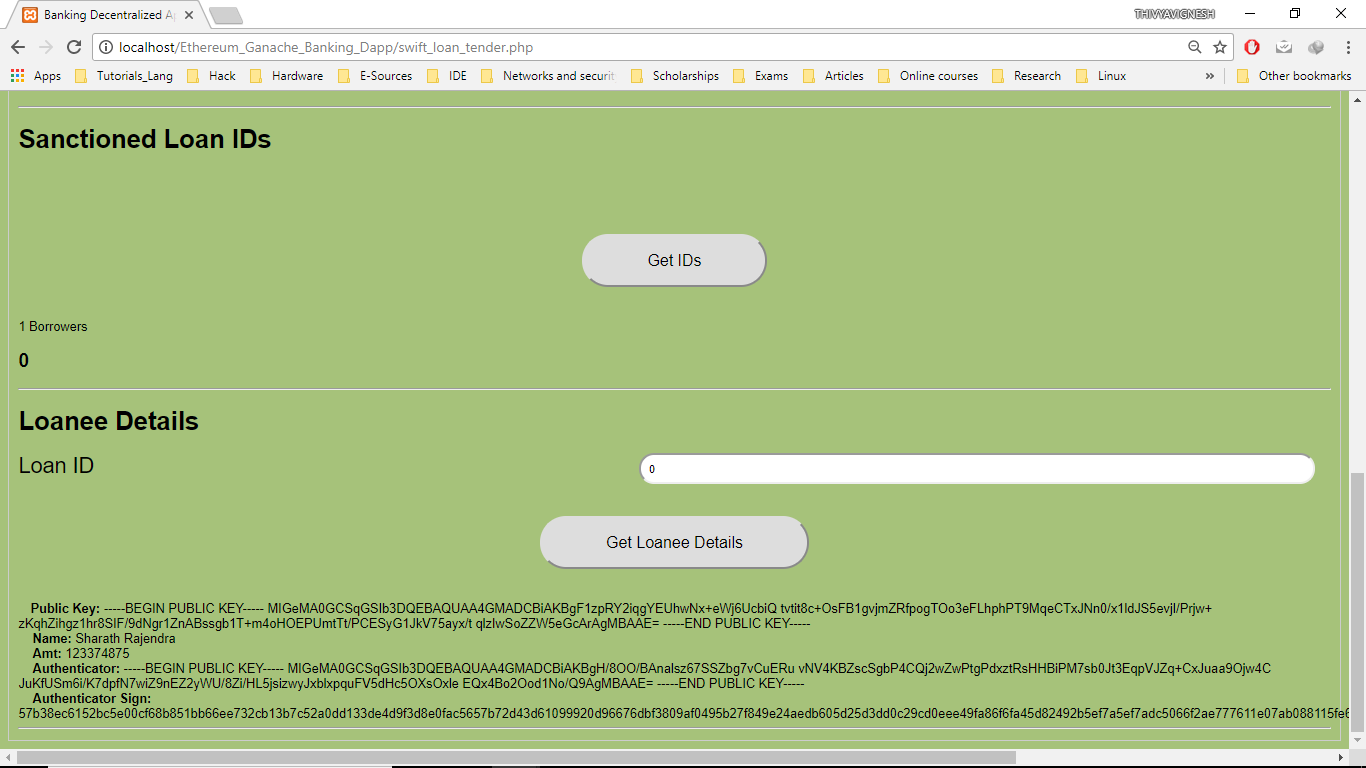 Banking Decentralized Ap
THIVYAVIGNESH
localhost/Ethereum_Ganache_Banking_Dapp/swift_loan_tender.php
Apps Tutorials_Lang Hack Hardware E-Sources IDE Networks and securit Scholarships Exams Articles Online courses Research Linux » Other bookmarks
Sanctioned Loan IDs
Get IDs
1 Borrowers
0
Loanee Details
Loan ID 0
Get Loanee Details
Public Key: -----BEGIN PUBLIC KEY----- MIGeMA0GCSqGSIb3DQEBAQUAA4GMADCBiAKBgF1zpRY2iqgYEUhwNx+eWj6UcbiQ tvtit8c+OsFB1gvjmZRfpogTOo3eFLhphPT9MqeCTxJNn0/x1IdJS5evjI/Prjw+
zKqhZihgz1hr8SIF/9dNgr1ZnABssgb1T+m4oHOEPUmtTt/PCESyG1JkV75ayx/t qlzIwSoZZW5eGcArAgMBAAE= -----END PUBLIC KEY-----
Name: Sharath Rajendra
Amt: 123374875
Authenticator: -----BEGIN PUBLIC KEY----- MIGeMA0GCSqGSIb3DQEBAQUAA4GMADCBiAKBgH/8OO/BAnalsz67SSZbg7vCuERu vNV4KBZscSgbP4CQj2wZwPtgPdxztRsHHBiPM7sb0Jt3EqpVJZq+CxJuaa9Ojw4C
JuKfUSm6i/K7dpfN7wiZ9nEZ2yWU/8Zi/HL5jsizwyJxblxpquFV5dHc5OXsOxle EQx4Bo2Ood1No/Q9AgMBAAE= -----END PUBLIC KEY-----
Authenticator Sign:
57b38ec6152bc5e00cf68b851bb66ee732cb13b7c52a0dd133de4d9f3d8e0fac5657b72d43d61099920d96676dbf3809af0495b27f849e24aedb605d25d3dd0c29cd0eee49fa86f6fa45d82492b5ef7a5ef7adc5066f2ae777611e07ab088115fe6